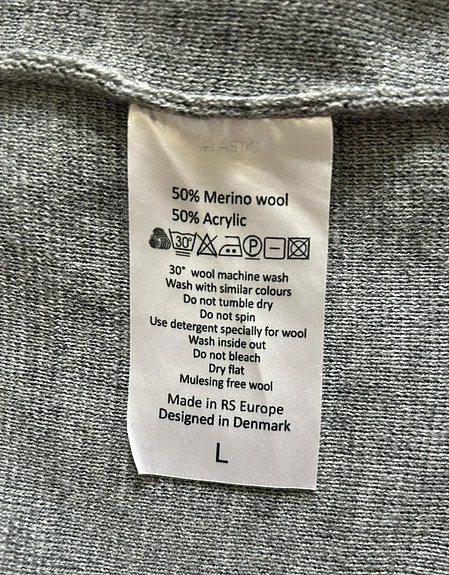 50% Merino wool
50% Acrylic
30° P
30° wool machine wash
Wash with similar colours
Do not tumble dry
Do not spin
Use detergent specially for wool
Wash inside out
Do not bleach
Dry flat
Mulesing free wool
Made in RS Europe
Designed in Denmark
L